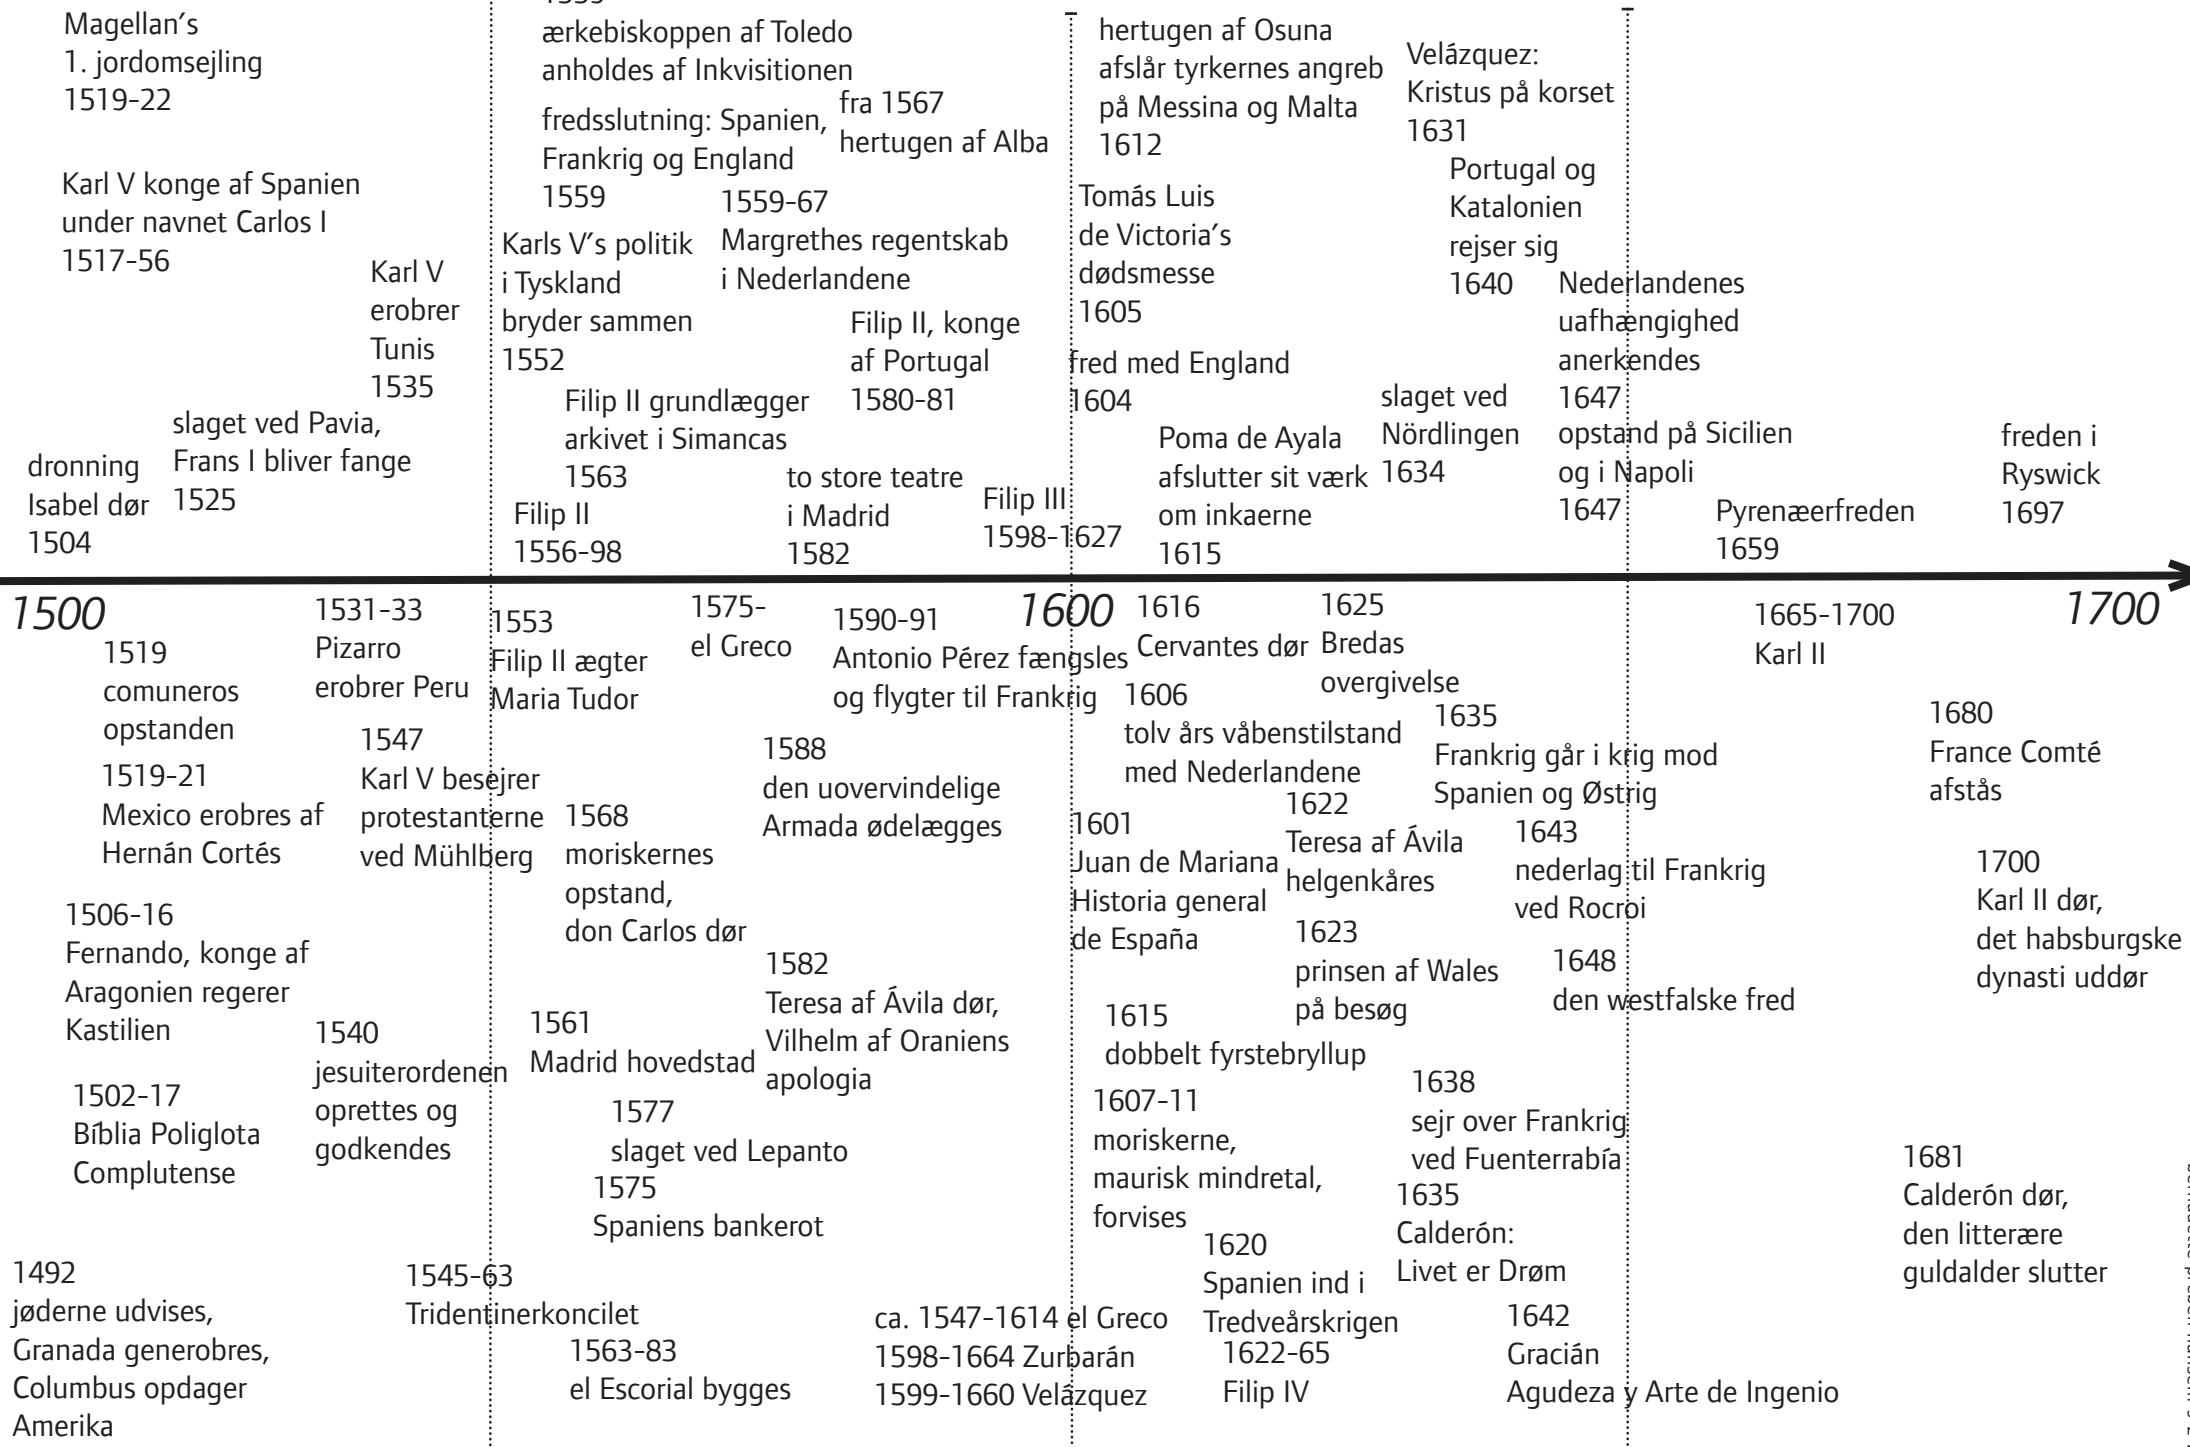 Magellan′s
1. jordomsejling
1519-22
Karl V konge af Spanien
under navnet Carlos I
1517-56
Karl V
erobrer
Tunis
1535
slaget ved Pavia,
Frans I bliver fange
1525
dronning
Isabel dør
1504
ærkebiskoppen af Toledo
anholdes af Inkvisitionen
fredsslutning: Spanien,
Frankrig og England
1559
fra 1567
hertugen af Alba
1559-67
Margrethes regentskab
i Nederlandene
Karls V′s politik
i Tyskland
bryder sammen
1552
Filip II, konge
af Portugal
1580-81
Filip II grundlægger
arkivet i Simancas
1563
to store teatre
i Madrid
1582
Filip II
1556-98
Filip III
1598-1627
hertugen af Osuna
afslår tyrkernes angreb
på Messina og Malta
1612
Tomás Luis
de Victoria′s
dødsmesse
1605
fred med England
1604
Poma de Ayala
afslutter sit værk
om inkaerne
1615
Velázquez:
Kristus på korset
1631
Portugal og
Katalonien
rejser sig
1640
slaget ved
Nördlingen
1634
Nederlandenes
uafhængighed
anerkendes
1647
opstand på Sicilien
og i Napoli
1647
Pyrenæerfreden
1659
freden i
Ryswick
1697
1500
1600
1700
1519
comuneros
opstanden
1519-21
Mexico erobres af
Hernán Cortés
1506-16
Fernando, konge af
Aragonien regerer
Kastilien
1502-17
Bíblia Poliglota
Complutense
1492
jøderne udvises,
Granada generobres,
Columbus opdager
Amerika
1531-33
Pizarro
erobrer Peru
1547
Karl V besejrer
protestanterne
ved Mühlberg
1540
jesuiterordenen
oprettes og
godkendes
1545-63
Tridentinerkoncilet
1553
Filip II ægter
Maria Tudor
1575-
el Greco
1590-91
Antonio Pérez fængsles
og flygter til Frankrig
1588
den uovervindelige
Armada ødelægges
1568
moriskernes
opstand,
don Carlos dør
1582
Teresa af Ávila dør,
Vilhelm af Oraniens
apologia
1561
Madrid hovedstad
1577
slaget ved Lepanto
1575
Spaniens bankerot
1563-83
el Escorial bygges
ca. 1547-1614 el Greco
1598-1664 Zurbarán
1599-1660 Velázquez
1616
Cervantes dør
1625
Bredas
overgivelse
1606
tolv års våbenstilstand
med Nederlandene
1635
Frankrig går i krig mod
Spanien og Østrig
1601
Juan de Mariana
Historia general
de España
1622
Teresa af Ávila
helgenkåres
1643
nederlag til Frankrig
ved Rocroi
1623
prinsen af Wales
på besøg
1648
den westfalske fred
1615
dobbelt fyrstebryllup
1607-11
moriskerne,
maurisk mindretal,
forvises
1638
sejr over Frankrig
ved Fuenterrabía
1635
Calderón:
Livet er Drøm
1620
Spanien ind i
Tredveårskrigen
1622-65
Filip IV
1642
Gracián
Agudeza y Arte de Ingenio
1665-1700
Karl II
1680
France Comté
afstås
1700
Karl II dør,
det habsburgske
dynasti uddør
1681
Calderón dør,
den litterære
guldalder slutter